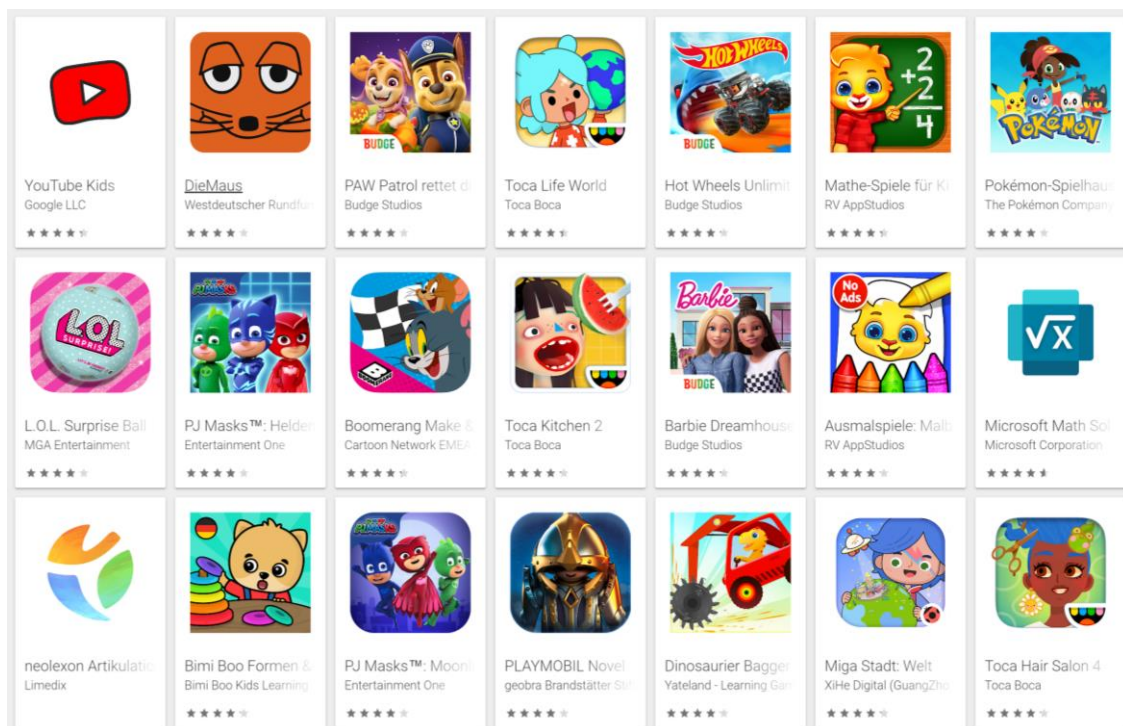 YouTube Kids
Google LLC
DieMaus
Westdeutscher Rundfun
BUDGE
PAW Patrol rettet d
Budge Studios
Toca Life World
Toca Boca
HOT WHEELS
BUDGE
Hot Wheels Unlimit
Budge Studios
2
+2
4
Mathe-Spiele für Ki
RV AppStudios
POKÉMON
Pokémon-Spielhaus
The Pokémon Company
L.O.L.
SURPRISE!
L.O.L. Surprise Ball
MGA Entertainment
PJ MASKS
PJ Masks™: Helden
Entertainment One
BOOMERANG
Boomerang Make &
Cartoon Network EMEA
Toca Kitchen 2
Toca Boca
Barbie
BUDGE
Barbie Dreamhouse
Budge Studios
No
Ads
Ausmalspiele: Malb
RV AppStudios
√x
Microsoft Math Sol
Microsoft Corporation
neolexon Artikulatio
Limedix
Bimi Boo Formen &
Bimi Boo Kids Learning
PJ MASKS
PJ Masks™: Moonl
Entertainment One
PLAYMOBIL Novel
geobra Brandstätter Stif
Dinosaurier Bagger
Yateland - Learning Gam
Miga Stadt: Welt
XiHe Digital (GuangZho
Toca Hair Salon 4
Toca Boca